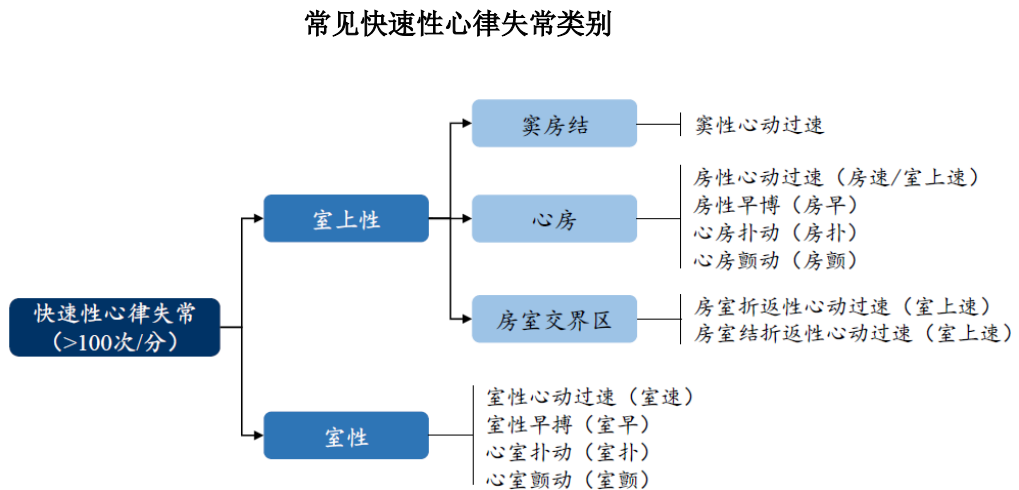 常见快速性心律失常类别
窦房结
窦性心动过速
室上性
心房
房性心动过速（房速/室上速）
房性早博（房早）
心房扑动（房扑）
心房颤动（房颤）
快速性心律失常
（>100次/分）
房室交界区
房室折返性心动过速（室上速）
房室结折返性心动过速（室上速）
室性
室性心动过速（室速）
室性早搏（室早）
心室扑动（室扑）
心室颤动（室颤）